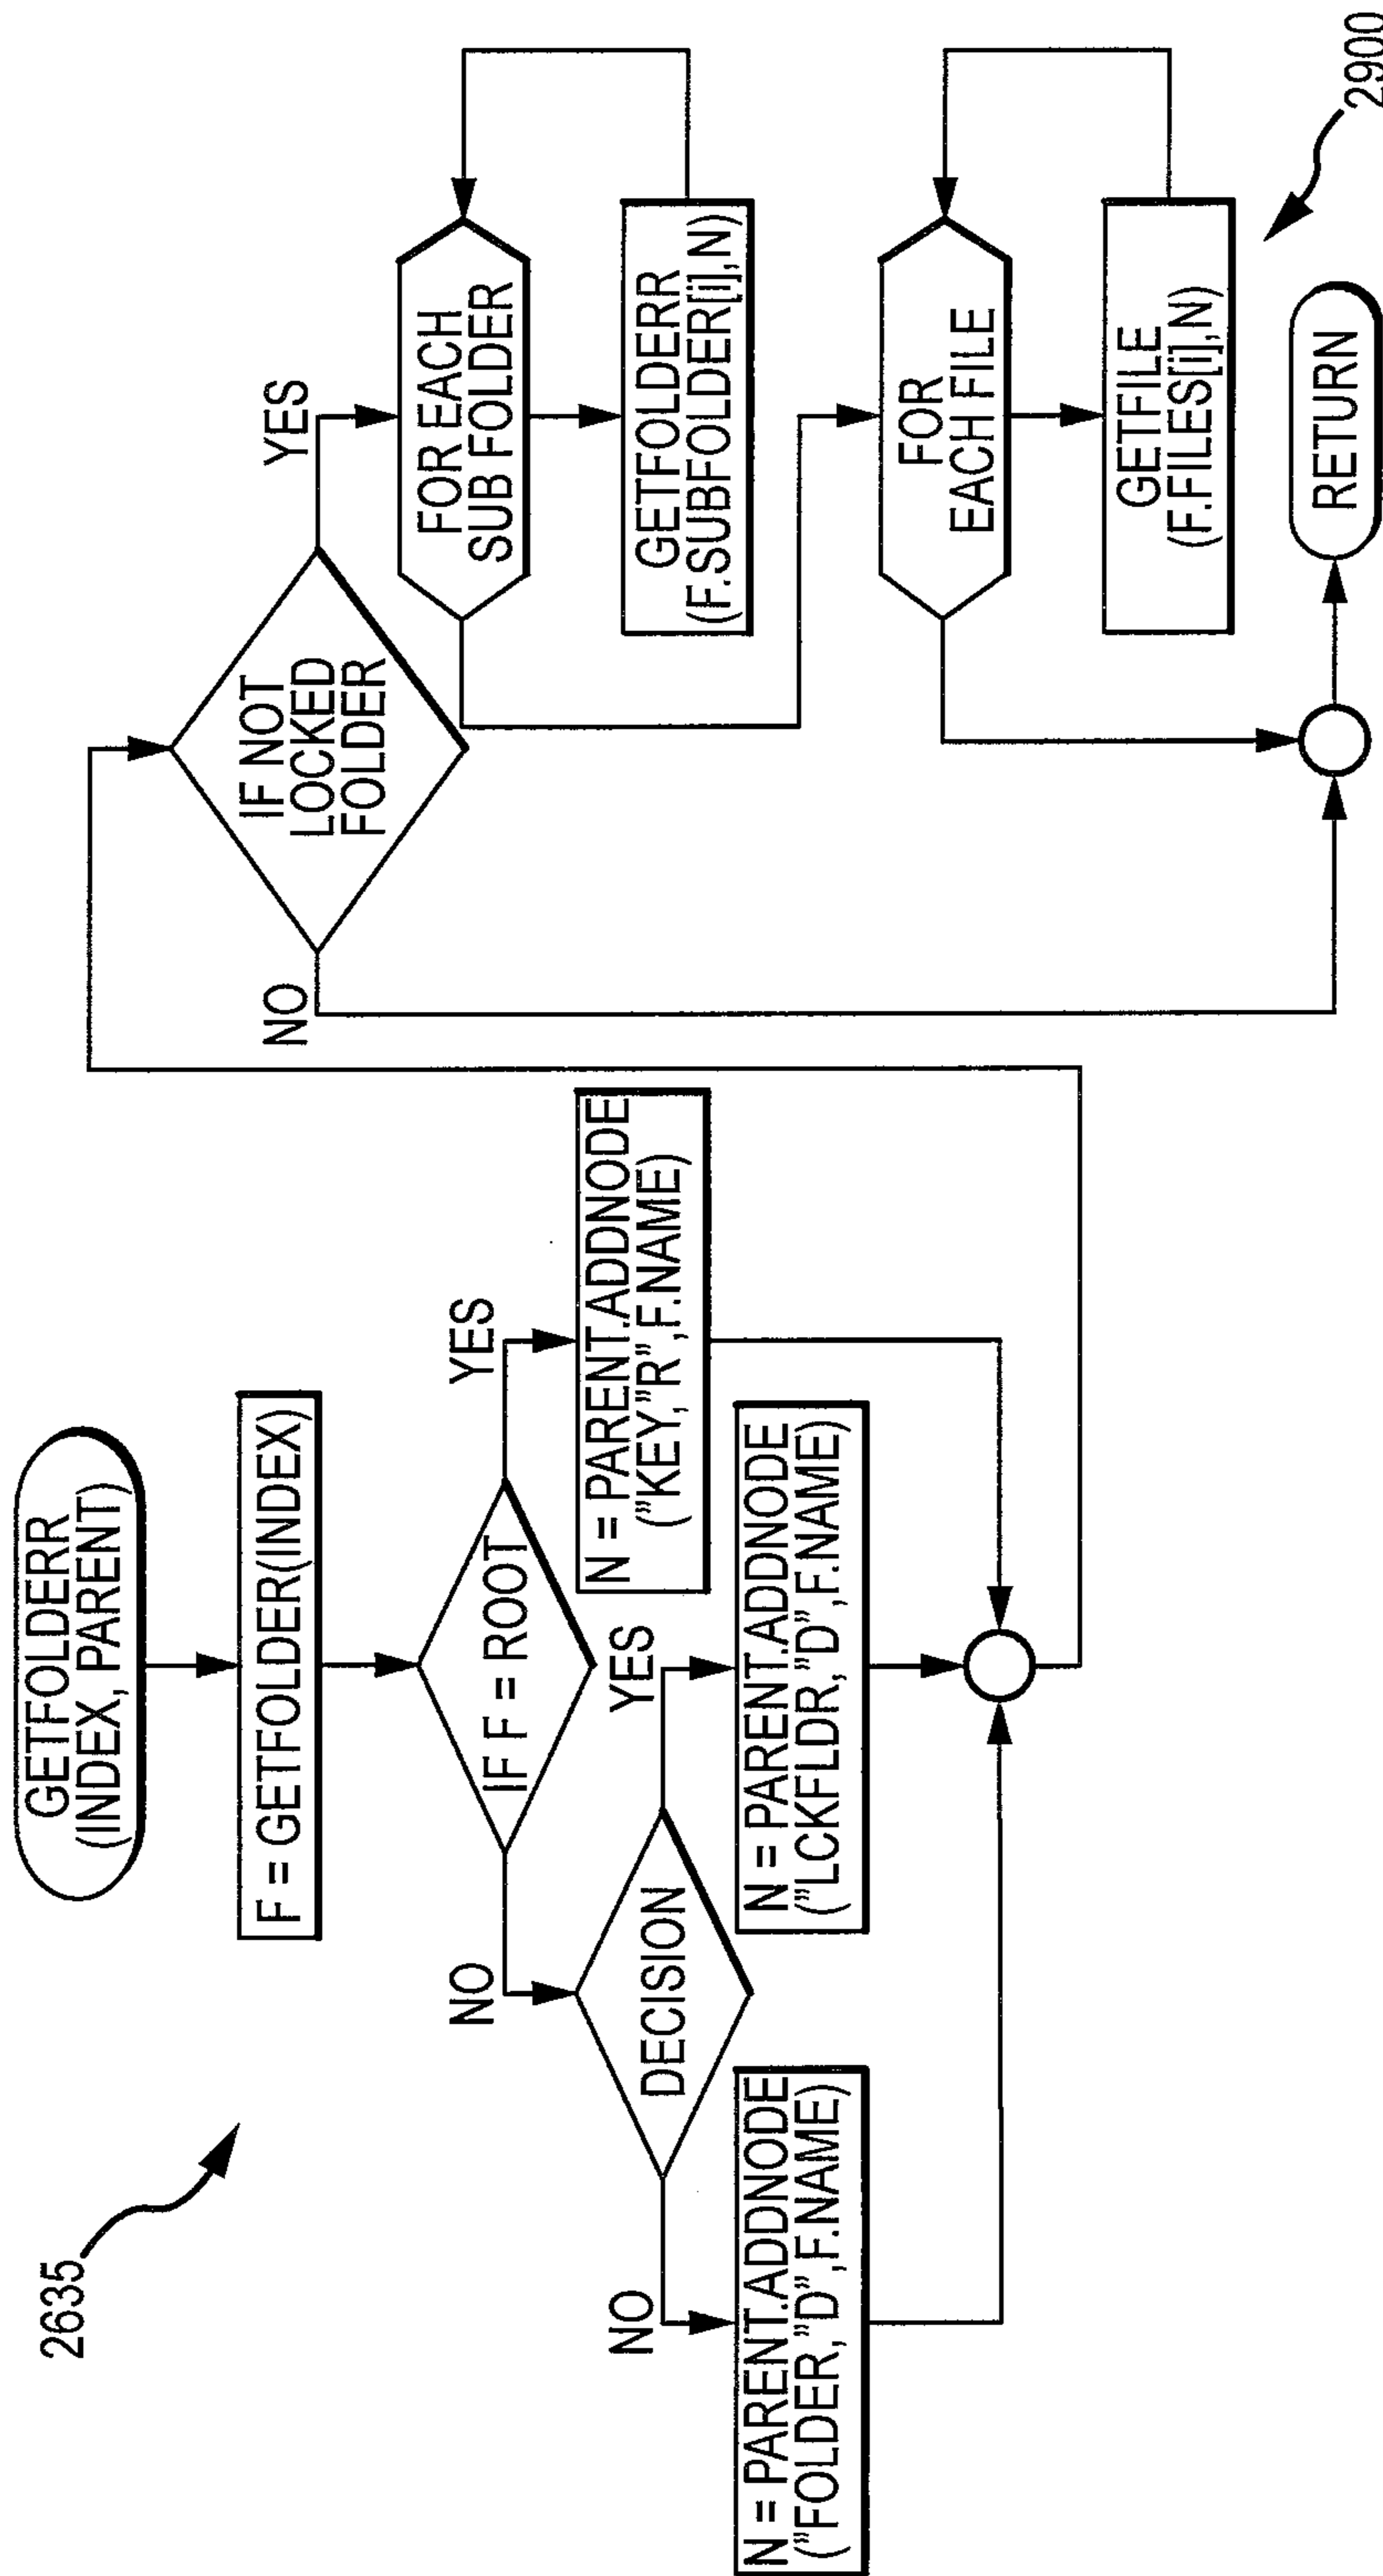 2635
GETFOLDERR
(INDEX, PARENT)
F = GETFOLDER(INDEX)
IF F = ROOT
NO
YES
DECISION
N = PARENT.ADDNODE
("KEY,"R",F.NAME)
NO
YES
N = PARENT.ADDNODE
("FOLDER,"D",F.NAME)
N = PARENT.ADDNODE
("LCKFLDR,"D",F.NAME)
IF NOT
LOCKED
FOLDER
NO
YES
FOR EACH
SUB FOLDER
GETFOLDERR
(F.SUBFOLDER[i],N)
FOR
EACH FILE
GETFILE
(F.FILES[i],N)
RETURN
2900